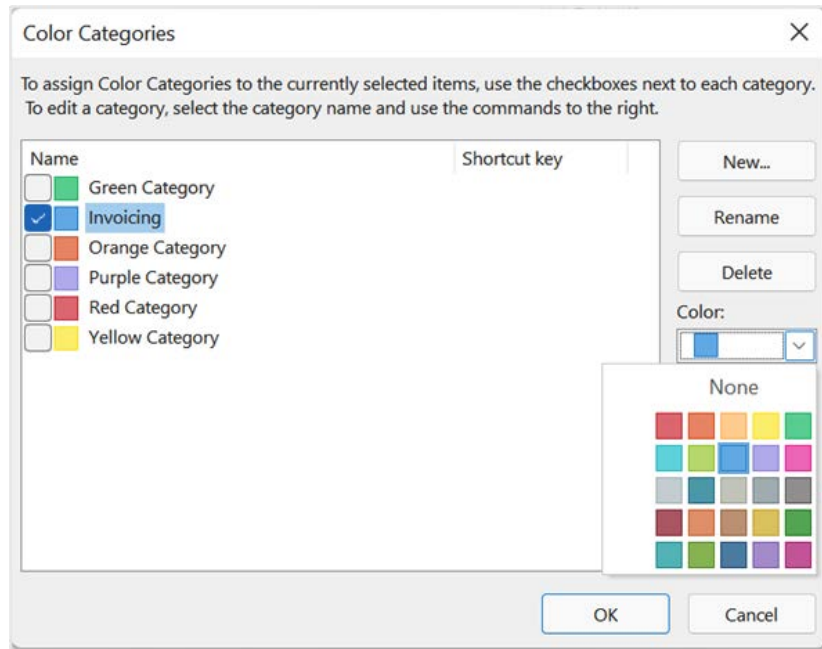 Color Categories
To assign Color Categories to the currently selected items, use the checkboxes next to each category.
To edit a category, select the category name and use the commands to the right.
Name
Shortcut key
Green Category
Invoicing
Orange Category
Purple Category
Red Category
Yellow Category
New...
Rename
Delete
Color:
None
OK
Cancel